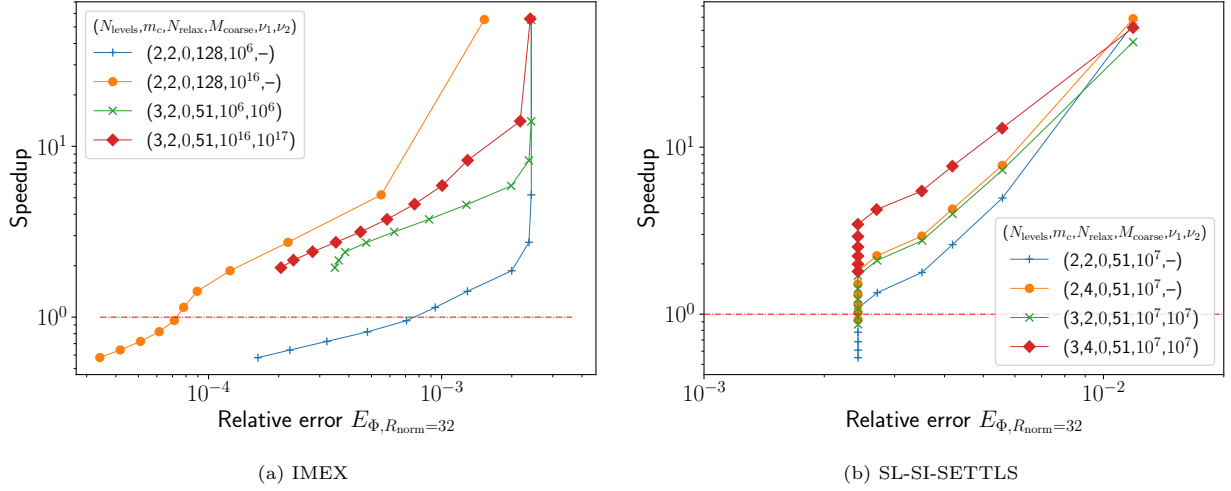 (N_levels,m_c,N_relax,M_coarse,ν_1,ν_2)
(2,2,0,128,10^6,–)
(2,2,0,128,10^16,–)
(3,2,0,51,10^6,10^6)
(3,2,0,51,10^16,10^17)
Speedup
10^1
10^0
10^−4
10^−3
Relative error E_Φ,R_norm=32
(a) IMEX
Speedup
10^1
10^0
(N_levels,m_c,N_relax,M_coarse,ν_1,ν_2)
(2,2,0,51,10^7,–)
(2,4,0,51,10^7,–)
(3,2,0,51,10^7,10^7)
(3,4,0,51,10^7,10^7)
10^−3
10^−2
Relative error E_Φ,R_norm=32
(b) SL-SI-SETTLS